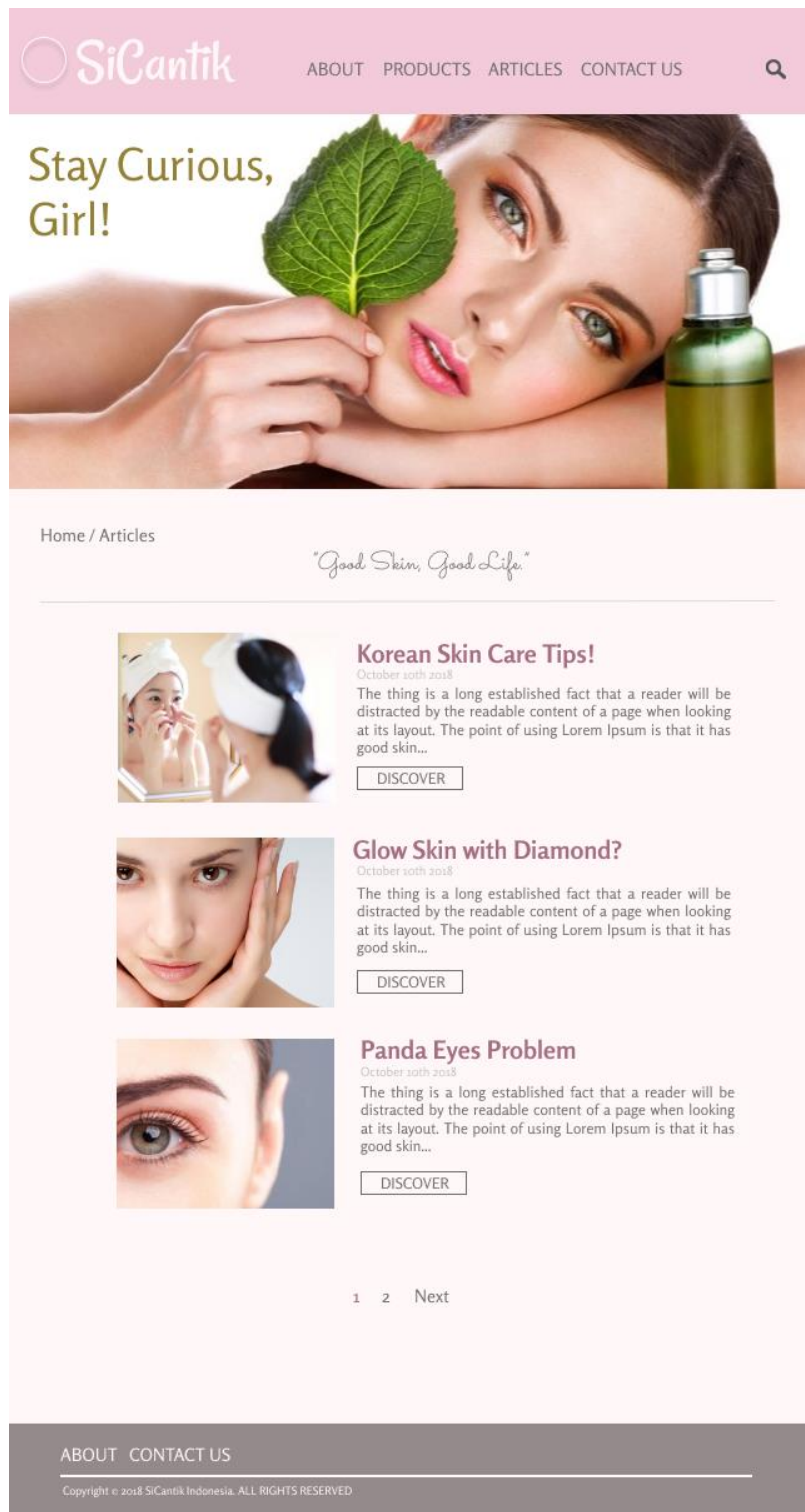 SiCantik
ABOUT PRODUCTS ARTICLES CONTACT US
Stay Curious,
Girl!
Home / Articles
"Good Skin, Good Life."
Korean Skin Care Tips!
October 10th 2018
The thing is a long established fact that a reader will be
distracted by the readable content of a page when looking
at its layout. The point of using Lorem Ipsum is that it has
good skin...
DISCOVER
Glow Skin with Diamond?
October 10th 2018
The thing is a long established fact that a reader will be
distracted by the readable content of a page when looking
at its layout. The point of using Lorem Ipsum is that it has
good skin...
DISCOVER
Panda Eyes Problem
October 10th 2018
The thing is a long established fact that a reader will be
distracted by the readable content of a page when looking
at its layout. The point of using Lorem Ipsum is that it has
good skin...
DISCOVER
1 2 Next
ABOUT CONTACT US
Copyright © 2018 SiCantik Indonesia. ALL RIGHTS RESERVED